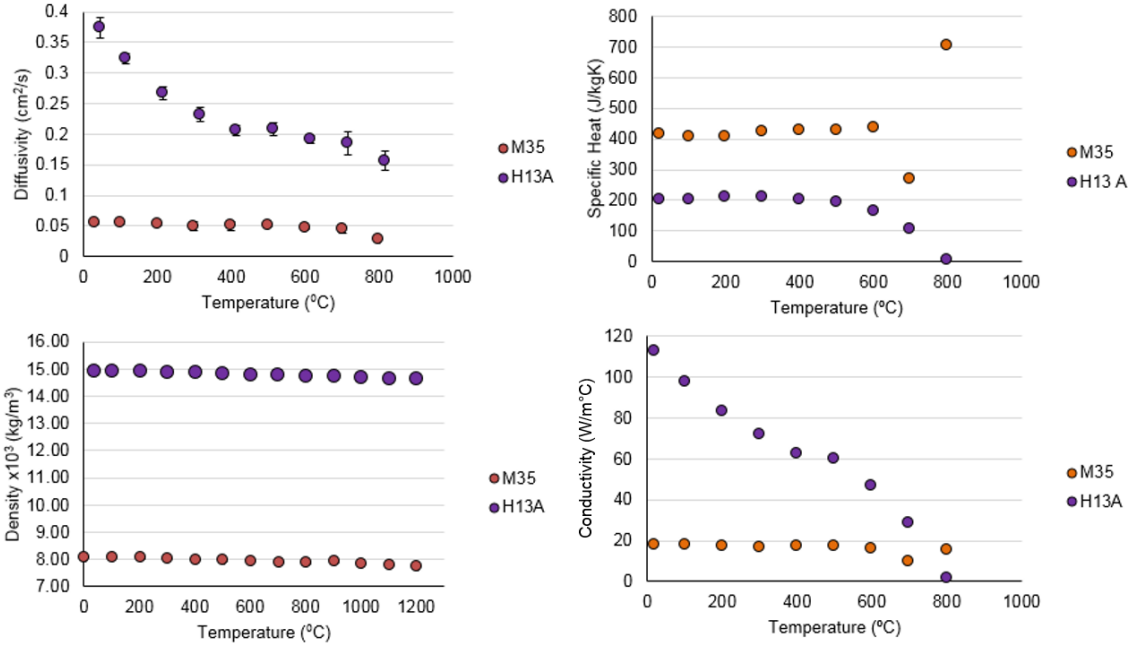 0.4
0.35
0.3
0.25
0.2
0.15
0.1
0.05
0
Diffusivity (cm²/s)
0 200 400 600 800 1000
Temperature (⁰C)
M35
H13A
800
700
600
500
400
300
200
100
0
Specific Heat (J/kgK)
0 200 400 600 800 1000
Temperature (⁰C)
M35
H13 A
16.00
15.00
14.00
13.00
12.00
11.00
10.00
9.00
8.00
7.00
Density x10³ (kg/m³)
0 200 400 600 800 1000 1200
Temperature (⁰C)
M35
H13A
120
100
80
60
40
20
0
Conductivity (W/m°C)
0 200 400 600 800 1000
Temperature (⁰C)
M35
H13A